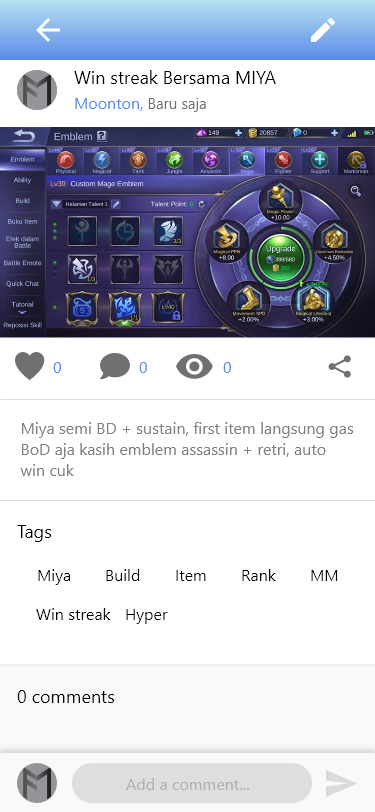 Win streak Bersama MIYA
Moonton, Baru saja
Emblem ?
149 + 20857 + 0 +
Emblem
Ability
Build
Buku Item
Efek dalam
Battle
Battle Emote
Quick Chat
Tutorial
Reposisi Skill
Physical Magical Tank Jungle Assassin Mage Fighter Support Marksman
Lv39 Custom Mage Emblem
Halaman Talent 1
Talent Point: 0
3/3
1/3
Lv40
Magic Power
+10.00
Magical PEN
+8.00
+4.50%
Movement SPD
+2.00%
Magical Lifesteal
+3.00%
Upgrade
399/680
0
0
0
Miya semi BD + sustain, first item langsung gas
BoD aja kasih emblem assassin + retri, auto
win cuk
Tags
Miya Build Item Rank MM
Win streak Hyper
0 comments
Add a comment...